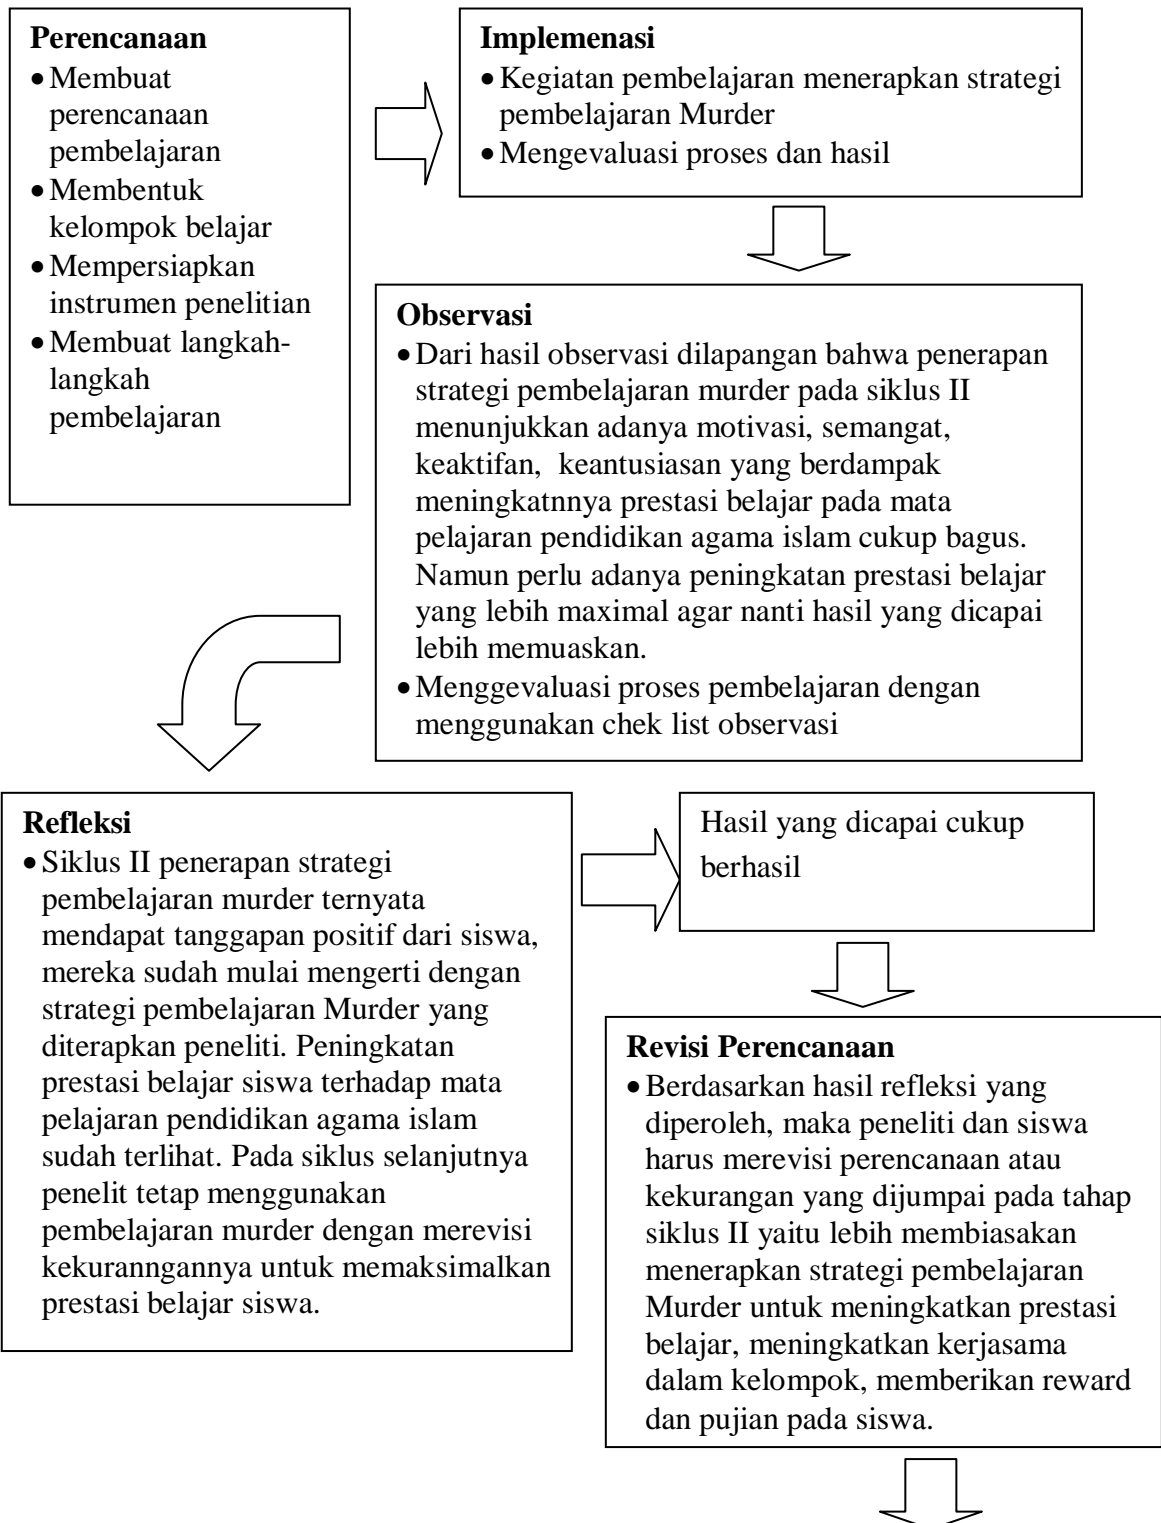 Perencanaan
• Membuat
perencanaan
pembelajaran
• Membentuk
kelompok belajar
• Mempersiapkan
instrumen penelitian
• Membuat langkah-
langkah
pembelajaran
Implemenasi
• Kegiatan pembelajaran menerapkan strategi
pembelajaran Murder
• Mengevaluasi proses dan hasil
Observasi
• Dari hasil observasi dilapangan bahwa penerapan
strategi pembelajaran murder pada siklus II
menunjukkan adanya motivasi, semangat,
keaktifan, keantusiasan yang berdampak
meningkatnnya prestasi belajar pada mata
pelajaran pendidikan agama islam cukup bagus.
Namun perlu adanya peningkatan prestasi belajar
yang lebih maximal agar nanti hasil yang dicapai
lebih memuaskan.
• Menggevaluasi proses pembelajaran dengan
menggunakan chek list observasi
Refleksi
• Siklus II penerapan strategi
pembelajaran murder ternyata
mendapat tanggapan positif dari siswa,
mereka sudah mulai mengerti dengan
strategi pembelajaran Murder yang
diterapkan peneliti. Peningkatan
prestasi belajar siswa terhadap mata
pelajaran pendidikan agama islam
sudah terlihat. Pada siklus selanjutnya
penelit tetap menggunakan
pembelajaran murder dengan merevisi
kekuranngannya untuk memaksimalkan
prestasi belajar siswa.
Hasil yang dicapai cukup
berhasil
Revisi Perencanaan
• Berdasarkan hasil refleksi yang
diperoleh, maka peneliti dan siswa
harus merevisi perencanaan atau
kekurangan yang dijumpai pada tahap
siklus II yaitu lebih membiasakan
menerapkan strategi pembelajaran
Murder untuk meningkatkan prestasi
belajar, meningkatkan kerjasama
dalam kelompok, memberikan reward
dan pujian pada siswa.